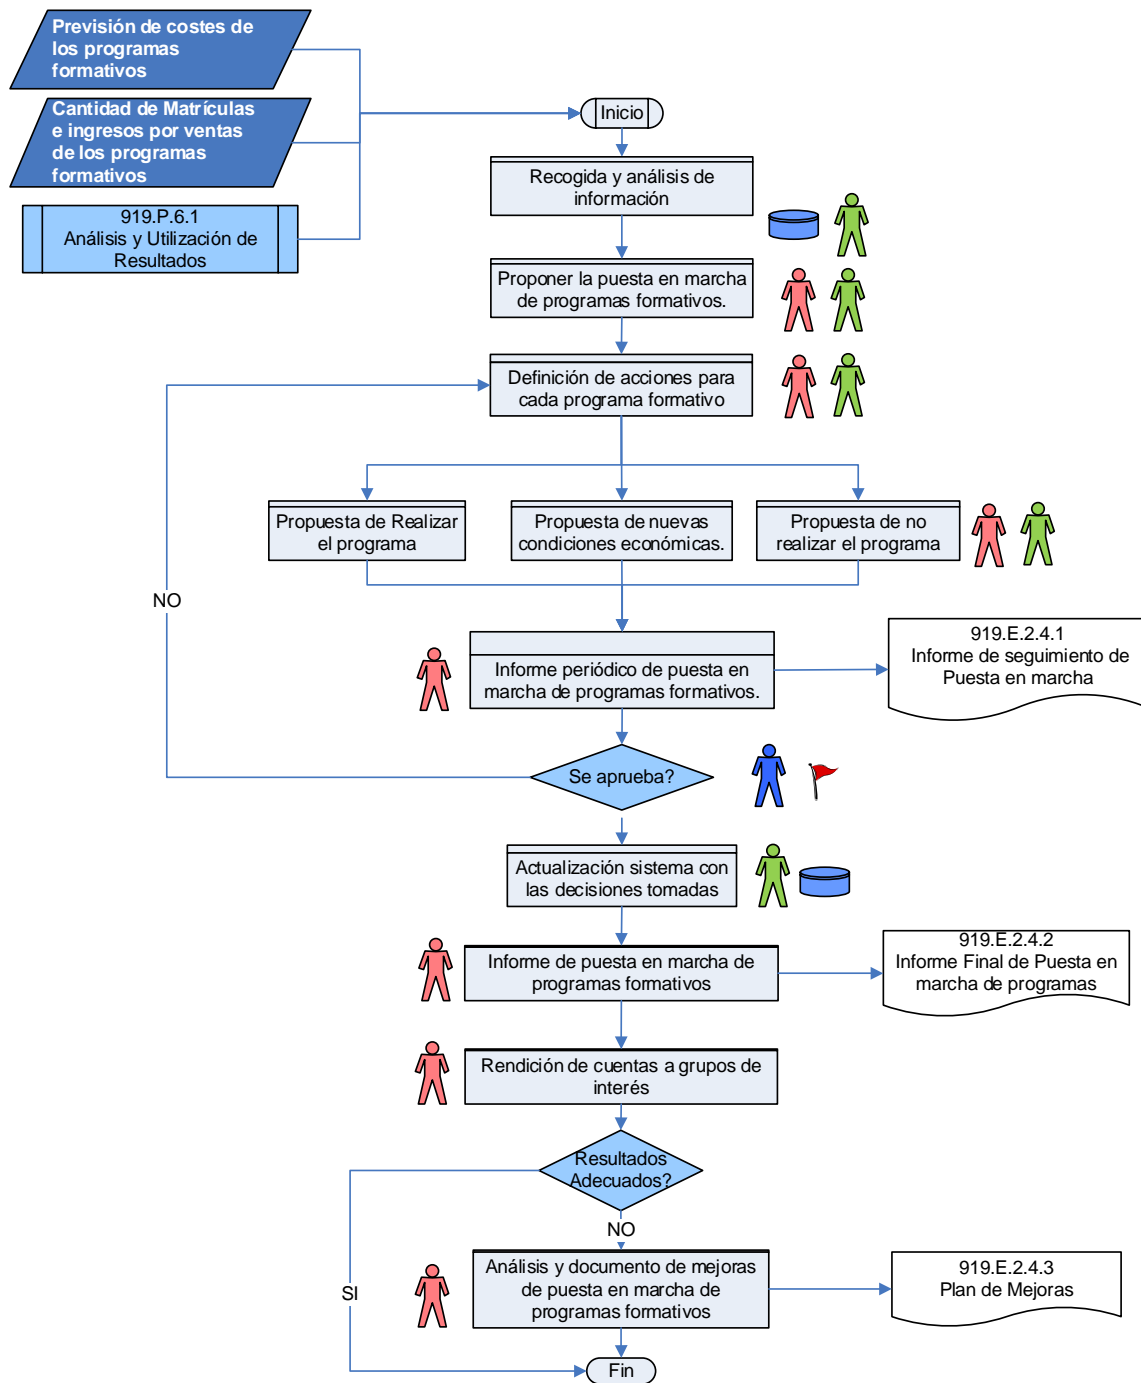 Previsión de costes de
los programas
formativos
Cantidad de Matrículas
e ingresos por ventas
de los programas
formativos
919.P.6.1
Análisis y Utilización de
Resultados
Inicio
Recogida y análisis de
información
Proponer la puesta en marcha
de programas formativos.
Definición de acciones para
cada programa formativo
Propuesta de Realizar
el programa
Propuesta de nuevas
condiciones económicas.
Propuesta de no
realizar el programa
NO
Informe periódico de puesta en
marcha de programas formativos.
919.E.2.4.1
Informe de seguimiento de
Puesta en marcha
Se aprueba?
Actualización sistema con
las decisiones tomadas
Informe de puesta en marcha de
programas formativos
919.E.2.4.2
Informe Final de Puesta en
marcha de programas
Rendición de cuentas a grupos de
interés
Resultados
Adecuados?
NO
SI
Análisis y documento de mejoras
de puesta en marcha de
programas formativos
919.E.2.4.3
Plan de Mejoras
Fin